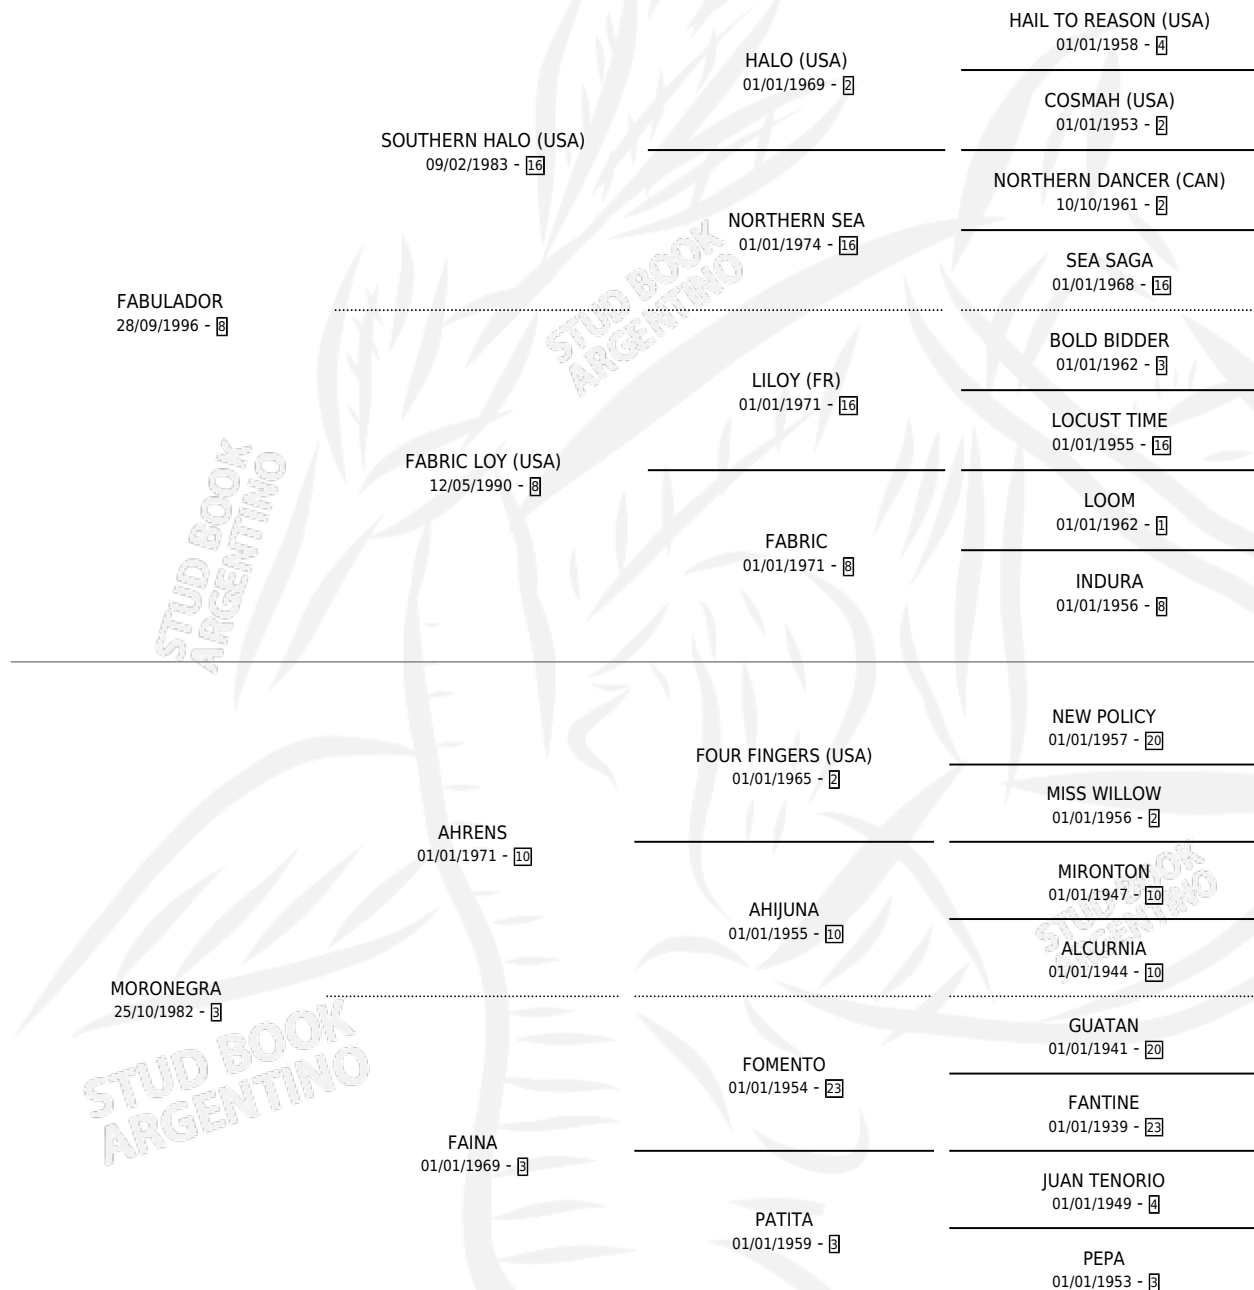 HAIL TO REASON (USA)
01/01/1958 - 4
HALO (USA)
01/01/1969 - 2
COSMAH (USA)
01/01/1953 - 2
SOUTHERN HALO (USA)
09/02/1983 - 16
NORTHERN DANCER (CAN)
10/10/1961 - 2
NORTHERN SEA
01/01/1974 - 16
SEA SAGA
01/01/1968 - 16
FABULADOR
28/09/1996 - 8
BOLD BIDDER
01/01/1962 - 3
LILOY (FR)
01/01/1971 - 16
LOCUST TIME
01/01/1955 - 16
FABRIC LOY (USA)
12/05/1990 - 8
LOOM
01/01/1962 - 1
FABRIC
01/01/1971 - 8
INDURA
01/01/1956 - 8
NEW POLICY
01/01/1957 - 20
FOUR FINGERS (USA)
01/01/1965 - 2
MISS WILLOW
01/01/1956 - 2
AHRENS
01/01/1971 - 10
MIRONTON
01/01/1947 - 10
AHIJUNA
01/01/1955 - 10
ALCURNIA
01/01/1944 - 10
MORONEGRA
25/10/1982 - 3
GUATAN
01/01/1941 - 20
FOMENTO
01/01/1954 - 23
FANTINE
01/01/1939 - 23
FAINA
01/01/1969 - 3
JUAN TENORIO
01/01/1949 - 4
PATITA
01/01/1959 - 3
PEPA
01/01/1953 - 3
STUD BOOK
ARGENTINO
STUD BOOK
ARGENTINO
STUD BOOK
ARGENTINO
STUD BOOK
ARGENTINO